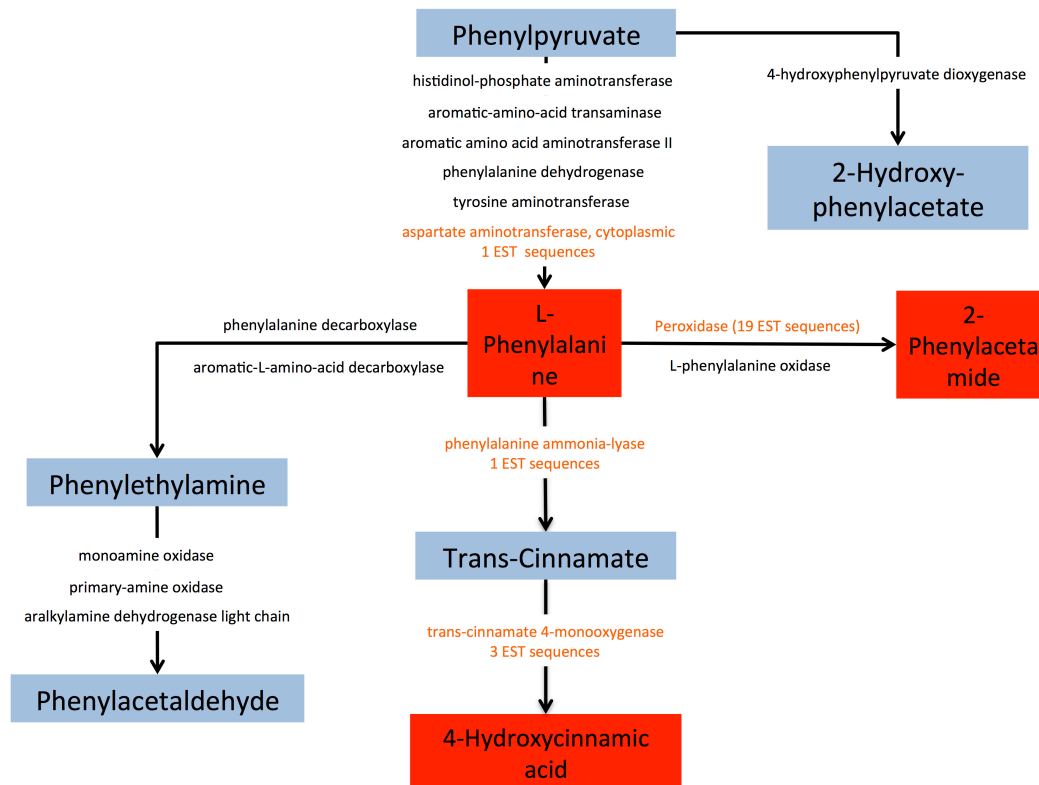 Phenylpyruvate
histidinol-phosphate aminotransferase
4-hydroxyphenylpyruvate dioxygenase
aromatic-amino-acid transaminase
aromatic amino acid aminotransferase II
phenylalanine dehydrogenase
tyrosine aminotransferase
aspartate aminotransferase, cytoplasmic
1 EST sequences
2-Hydroxy-
phenylacetate
L-
Phenylalani
ne
phenylalanine decarboxylase
aromatic-L-amino-acid decarboxylase
Peroxidase (19 EST sequences)
L-phenylalanine oxidase
2-
Phenylaceta
mide
phenylalanine ammonia-lyase
1 EST sequences
Phenylethylamine
Trans-Cinnamate
monoamine oxidase
primary-amine oxidase
aralkylamine dehydrogenase light chain
trans-cinnamate 4-monooxygenase
3 EST sequences
Phenylacetaldehyde
4-Hydroxycinnamic
acid